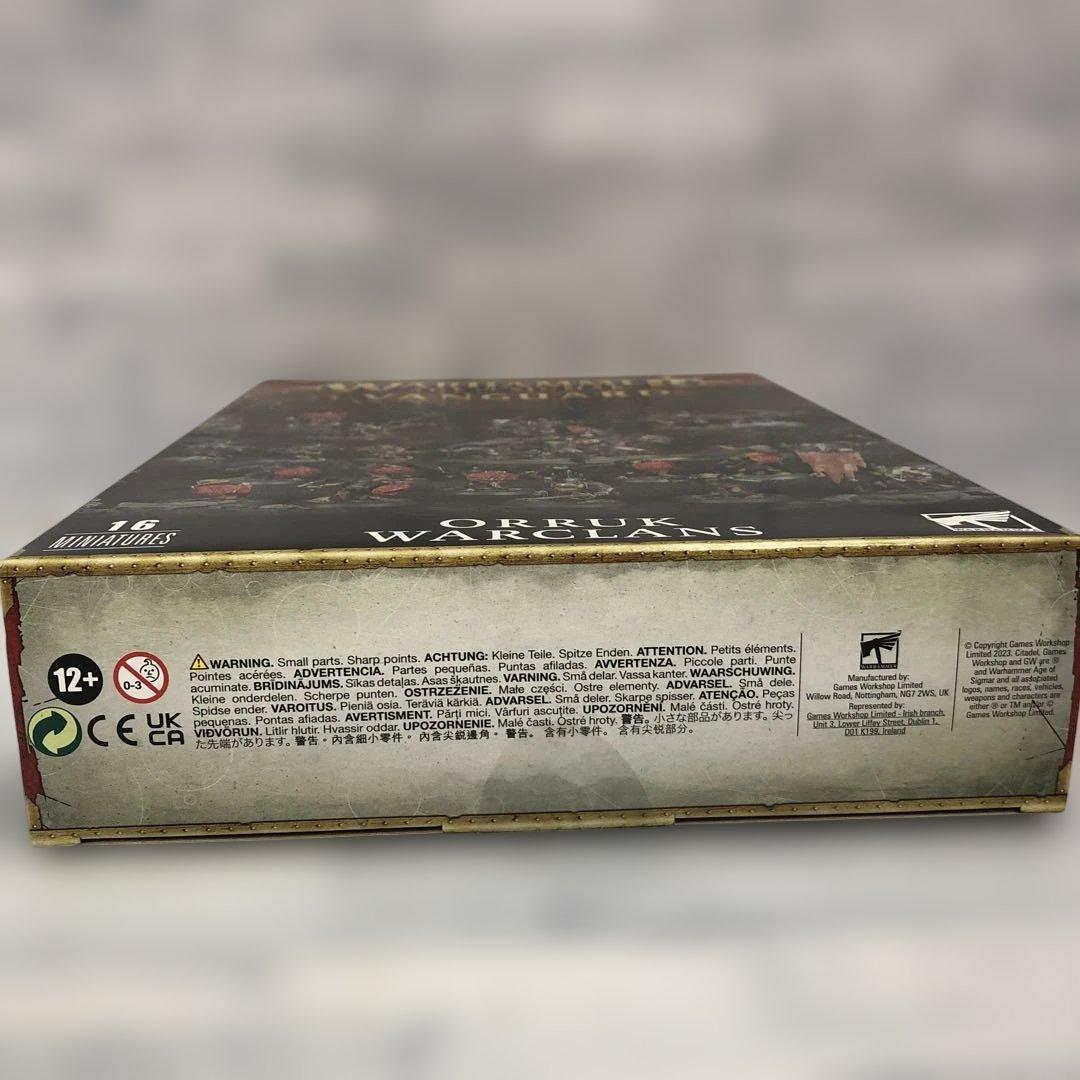 WARHAMMER
VANGUARD
16
MINIATURES
ORRUK
WARCLANS
12+
0-3
UK
CE CA
WARNING. Small parts. Sharp points. ACHTUNG: Kleine Teile. Spitze Enden. ATTENTION. Petits éléments.
Pointes acérées. ADVERTENCIA. Partes pequeñas. Puntas afiladas. AVVERTENZA. Piccole parti. Punte
acuminate. BRĪDINĀJUMS. Sīkas detaļas. Asas šķautnes. VARNING. Små delar. Vassa kanter. WAARSCHUWING.
Kleine onderdelen. Scherpe punten. OSTRZEŻENIE. Małe części. Ostre elementy. ADVARSEL. Små dele.
Spidse ender. VAROITUS. Pieniä osia. Teräviä kärkiä. ADVARSEL. Små deler. Skarpe spisser. ATENÇÃO. Peças
pequenas. Pontas afiadas. AVERTISMENT. Părți mici. Vârfuri ascuțite. UPOZORNĚNÍ. Malé části. Ostré hroty.
VIÐVÖRUN. Litlir hlutir. Hvassir oddar. UPOZORNENIE. Malé časti. Ostré hroty. 警告。小さな部品があります。尖っ
た先端があります。警告。內含細小零件。內含尖銳邊角。警告。含有小零件。含有尖锐部分。
WARHAMMER
Manufactured by:
Games Workshop Limited
Willow Road, Nottingham, NG7 2WS, UK
Represented by:
Games Workshop Limited - Irish branch,
Unit 3, Lower Liffey Street, Dublin 1,
D01 K199, Ireland
© Copyright Games Workshop
Limited 2023. Citadel, Games
Workshop and GW are ®
and Warhammer Age of
Sigmar and all associated
logos, names, races, vehicles,
weapons and characters are
either ® or TM and/or ©
Games Workshop Limited.